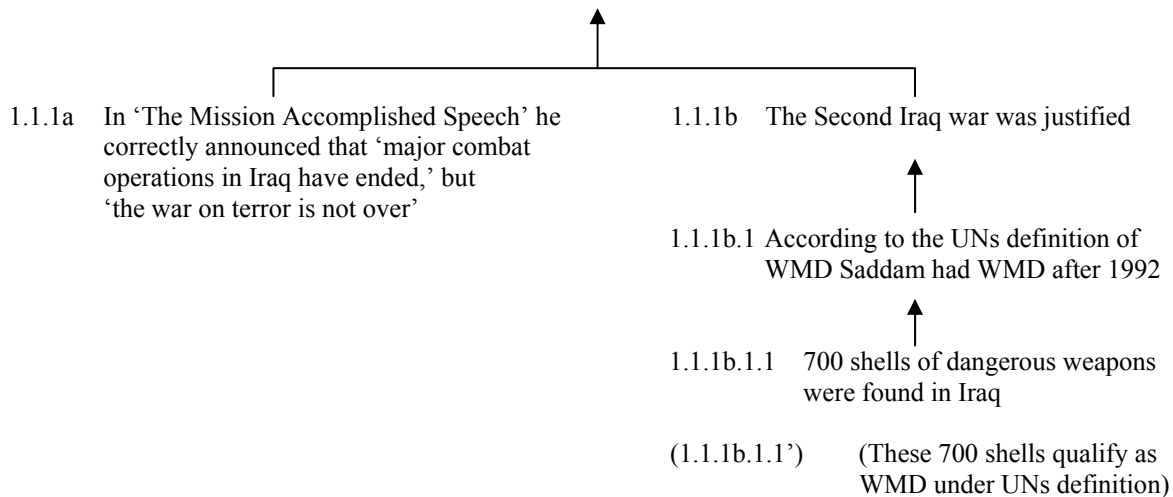 1.1.1a In ‘The Mission Accomplished Speech’ he
correctly announced that ‘major combat
operations in Iraq have ended,’ but
‘the war on terror is not over’
1.1.1b The Second Iraq war was justified
1.1.1b.1 According to the UNs definition of
WMD Saddam had WMD after 1992
1.1.1b.1.1 700 shells of dangerous weapons
were found in Iraq
(1.1.1b.1.1’) (These 700 shells qualify as
WMD under UNs definition)